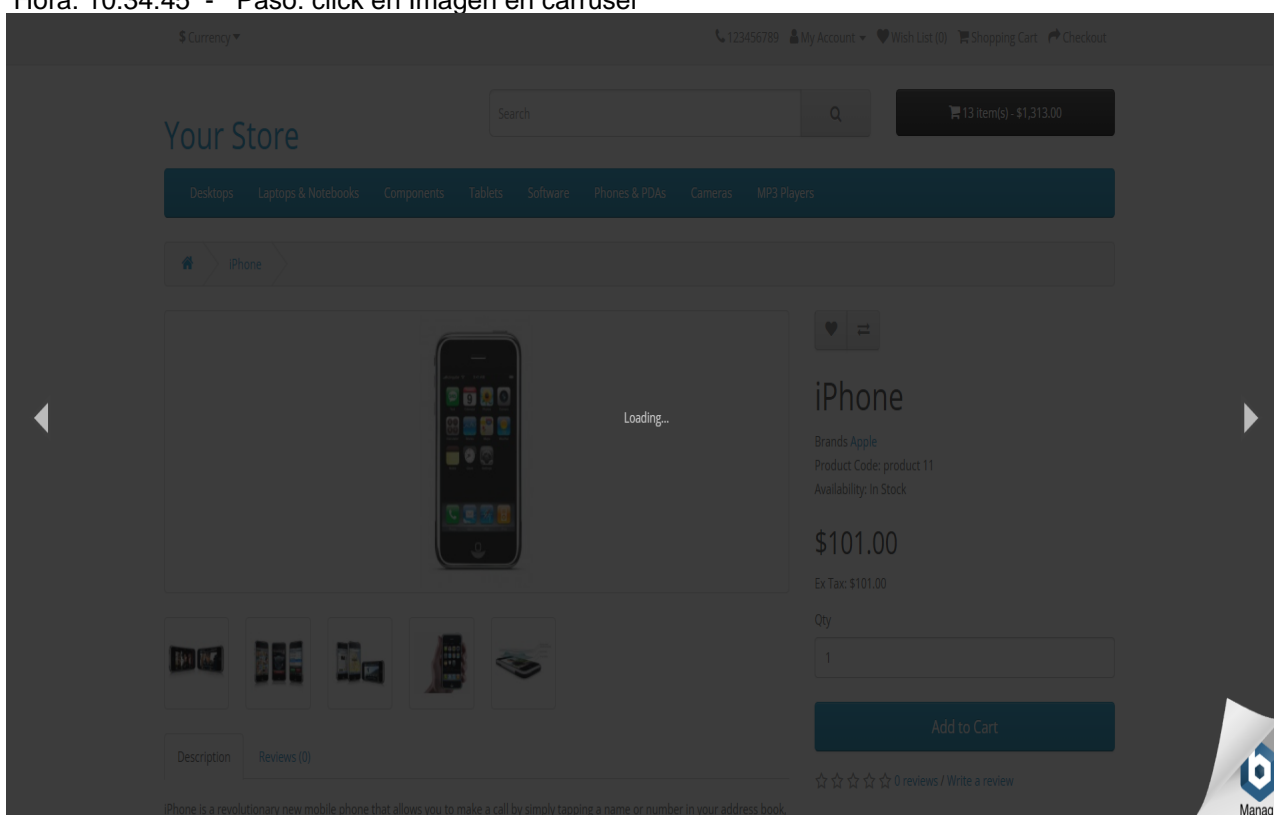 Hora: 10:34:45 - Paso: click en Imagen en carrusel
$ Currency
123456789 My Account Wish List (0) Shopping Cart Checkout
Your Store
Search
13 item(s) - $1,313.00
Desktops Laptops & Notebooks Components Tablets Software Phones & PDAs Cameras MP3 Players
iPhone
Loading...
iPhone
Brands Apple
Product Code: product 11
Availability: In Stock
$101.00
Ex Tax: $101.00
Qty
1
Add to Cart
0 reviews / Write a review
Description Reviews (0)
iPhone is a revolutionary new mobile phone that allows you to make a call by simply tapping a name or number in your address book,
b
Manag